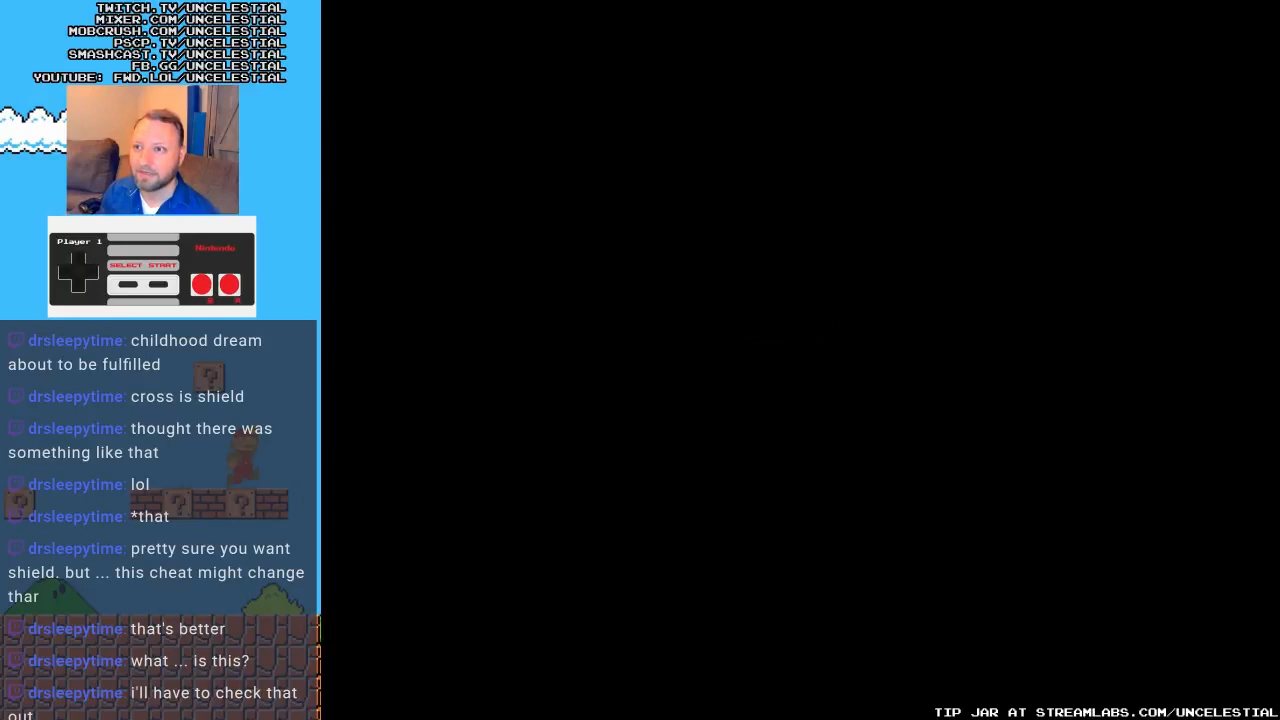 TWITCH.TV/UNCELESTIAL
MIXER.COM/UNCELESTIAL
MOBCRUSH.COM/UNCELESTIAL
PSCP.TV/UNCELESTIAL
SMASHCAST.TV/UNCELESTIAL
FB.GG/UNCELESTIAL
YOUTUBE: FWD.LOL/UNCELESTIAL
Player 1
Nintendo
SELECT START
B A
drsleepytime: childhood dream
about to be fulfilled
?
drsleepytime: cross is shield
drsleepytime: thought there was
something like that
drsleepytime: lol
? ? ?
drsleepytime: *that
drsleepytime: pretty sure you want
shield. but ... this cheat might change
thar
drsleepytime: that's better
drsleepytime: what ... is this?
drsleepytime: i'll have to check that
out
TIP JAR AT STREAMLABS.COM/UNCELESTIAL